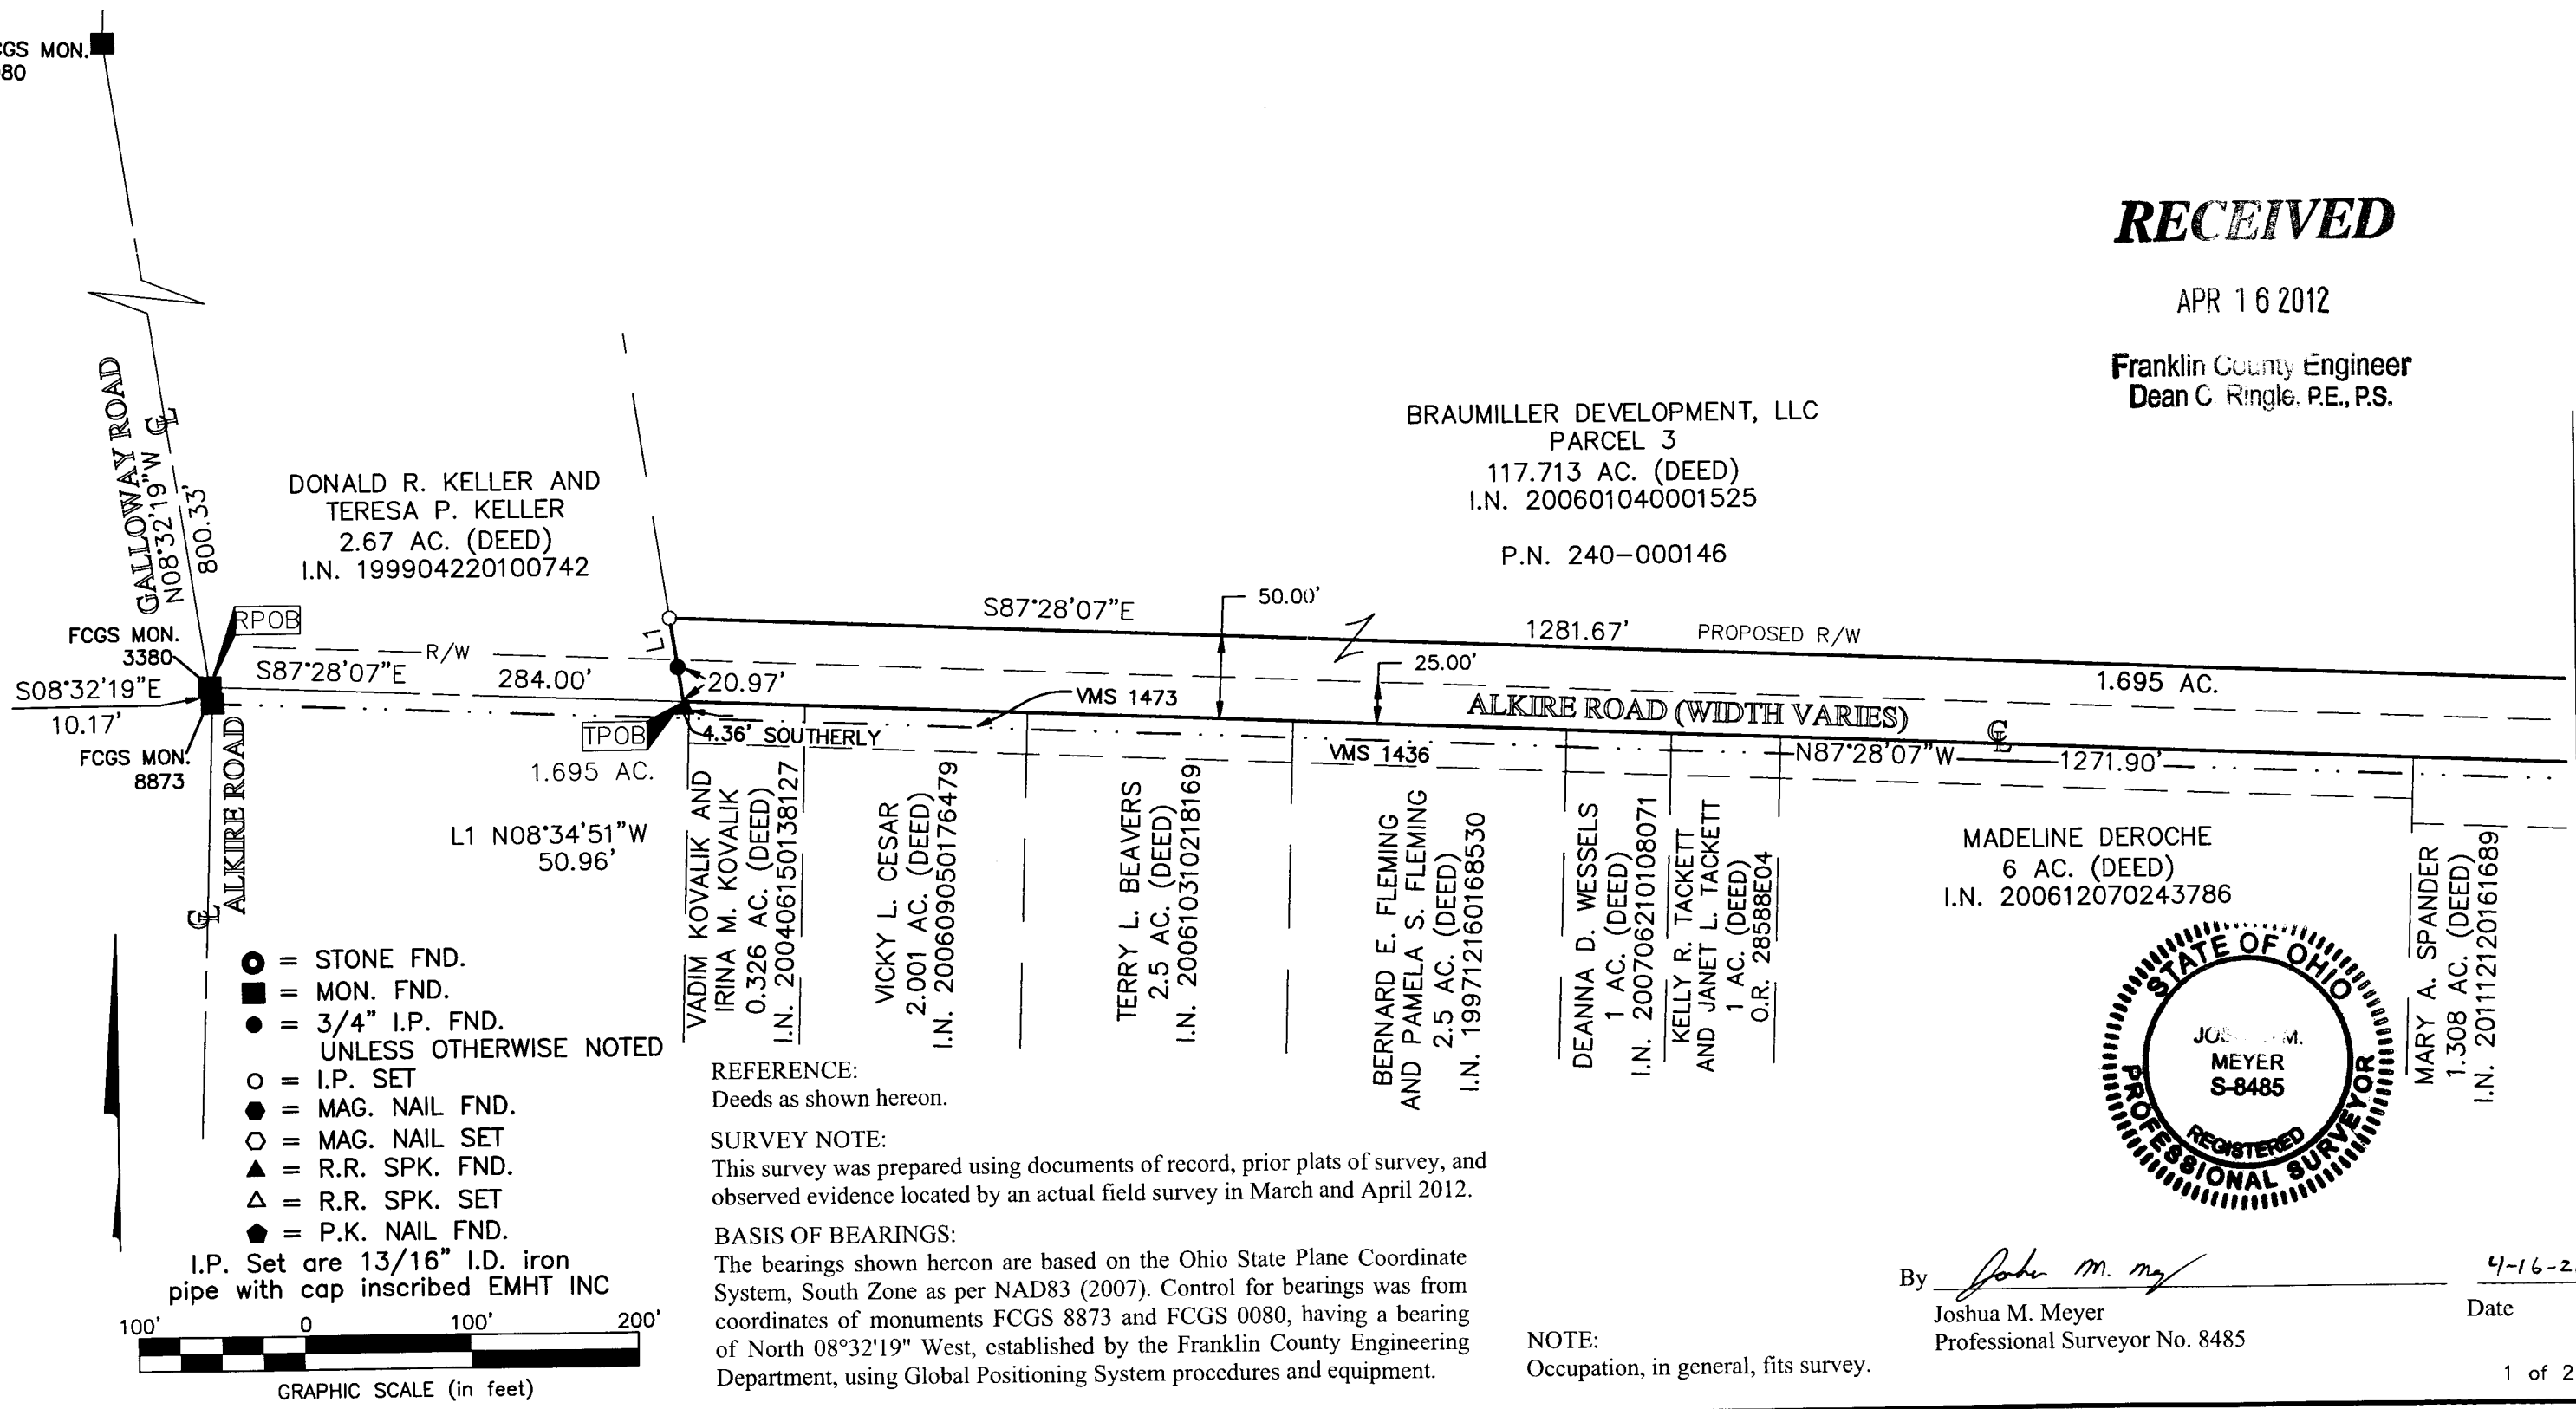 CGS MON.
80
RECEIVED
APR 16 2012
Franklin County Engineer
Dean C Ringle, P.E., P.S.
GALLOWAY ROAD
N08°32'19"W ℄
800.33'
DONALD R. KELLER AND
TERESA P. KELLER
2.67 AC. (DEED)
I.N. 199904220100742
BRAUMILLER DEVELOPMENT, LLC
PARCEL 3
117.713 AC. (DEED)
I.N. 200601040001525
P.N. 240-000146
RPOB
FCGS MON.
3380
S08°32'19"E
10.17'
FCGS MON.
8873
R/W
S87°28'07"E
284.00'
L1
20.97'
S87°28'07"E
50.00'
1281.67'
PROPOSED R/W
25.00'
1.695 AC.
VMS 1473
ALKIRE ROAD (WIDTH VARIES)
℄
TPOB
4.36' SOUTHERLY
VMS 1436
N87°28'07"W
1271.90'
1.695 AC.
L1 N08°34'51"W
50.96'
ALKIRE ROAD
℄
VADIM KOVALIK AND
IRINA M. KOVALIK
0.326 AC. (DEED)
I.N. 200406150138127
VICKY L. CESAR
2.001 AC. (DEED)
I.N. 200609050176479
TERRY L. BEAVERS
2.5 AC. (DEED)
I.N. 200610310218169
BERNARD E. FLEMING
AND PAMELA S. FLEMING
2.5 AC. (DEED)
I.N. 199712160168530
DEANNA D. WESSELS
1 AC. (DEED)
I.N. 200706210108071
KELLY R. TACKETT
AND JANET L. TACKETT
1 AC. (DEED)
O.R. 28588E04
MADELINE DEROCHE
6 AC. (DEED)
I.N. 200612070243786
MARY A. SPANDER
1.308 AC. (DEED)
I.N. 201112120161689
= STONE FND.
= MON. FND.
= 3/4" I.P. FND.
UNLESS OTHERWISE NOTED
= I.P. SET
= MAG. NAIL FND.
= MAG. NAIL SET
= R.R. SPK. FND.
= R.R. SPK. SET
= P.K. NAIL FND.
I.P. Set are 13/16" I.D. iron
pipe with cap inscribed EMHT INC
100' 0 100' 200'
GRAPHIC SCALE (in feet)
REFERENCE:
Deeds as shown hereon.
SURVEY NOTE:
This survey was prepared using documents of record, prior plats of survey, and
observed evidence located by an actual field survey in March and April 2012.
BASIS OF BEARINGS:
The bearings shown hereon are based on the Ohio State Plane Coordinate
System, South Zone as per NAD83 (2007). Control for bearings was from
coordinates of monuments FCGS 8873 and FCGS 0080, having a bearing
of North 08°32'19" West, established by the Franklin County Engineering
Department, using Global Positioning System procedures and equipment.
NOTE:
Occupation, in general, fits survey.
STATE OF OHIO
M.
MEYER
S-8485
REGISTERED
PROFESSIONAL SURVEYOR
By
4-16-2
Joshua M. Meyer
Date
Professional Surveyor No. 8485
1 of 2